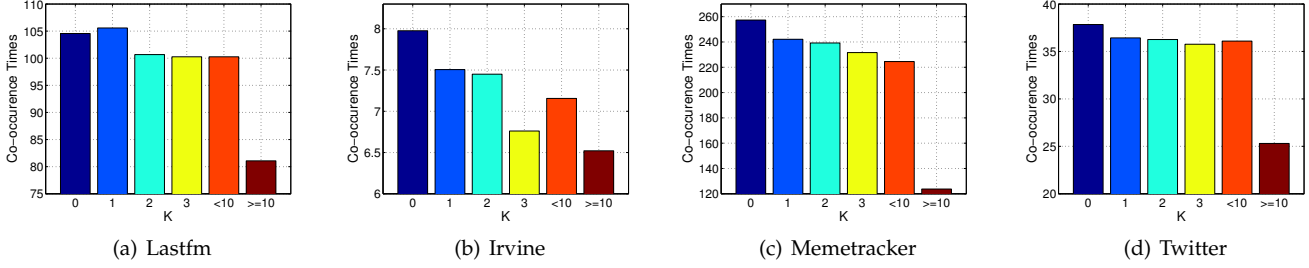 110
105
100
95
90
85
80
75
Co-occurence Times
0 1 2 3 <10 >=10
K
(a) Lastfm
8
7.5
7
6.5
6
Co-occurence Times
0 1 2 3 <10 >=10
K
(b) Irvine
260
240
220
200
180
160
140
120
Co-occurence Times
0 1 2 3 <10 >=10
K
(c) Memetracker
40
35
30
25
20
Co-occurence Times
0 1 2 3 <10 >=10
K
(d) Twitter